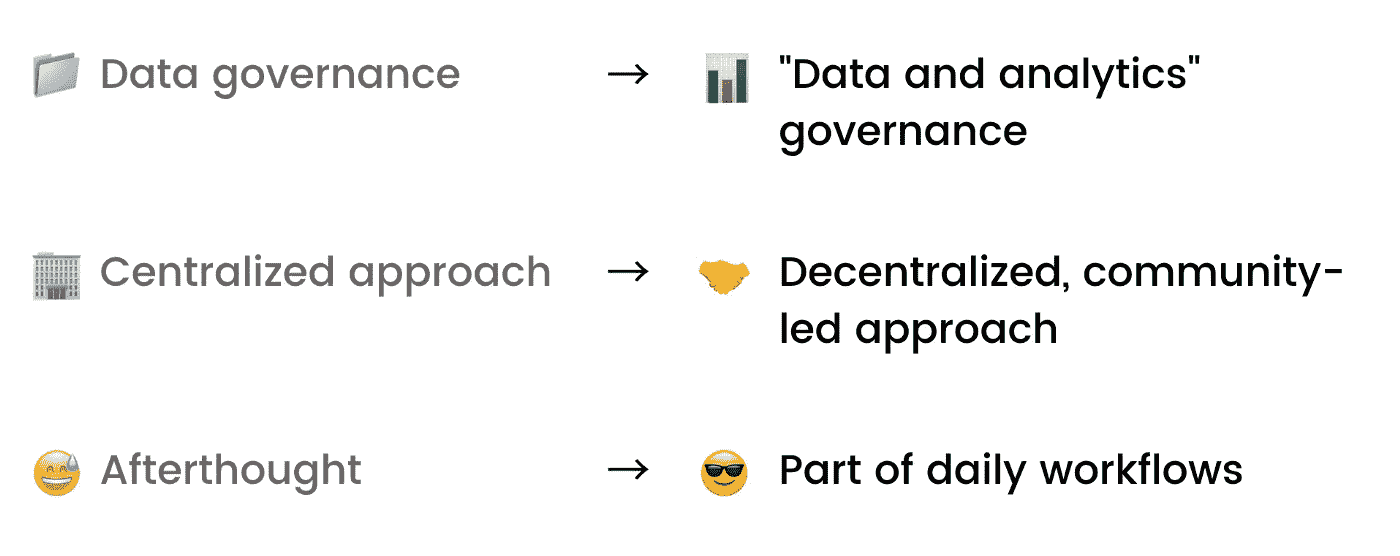 Data governance → "Data and analytics"
governance
Centralized approach → Decentralized, community-
led approach
Afterthought → Part of daily workflows